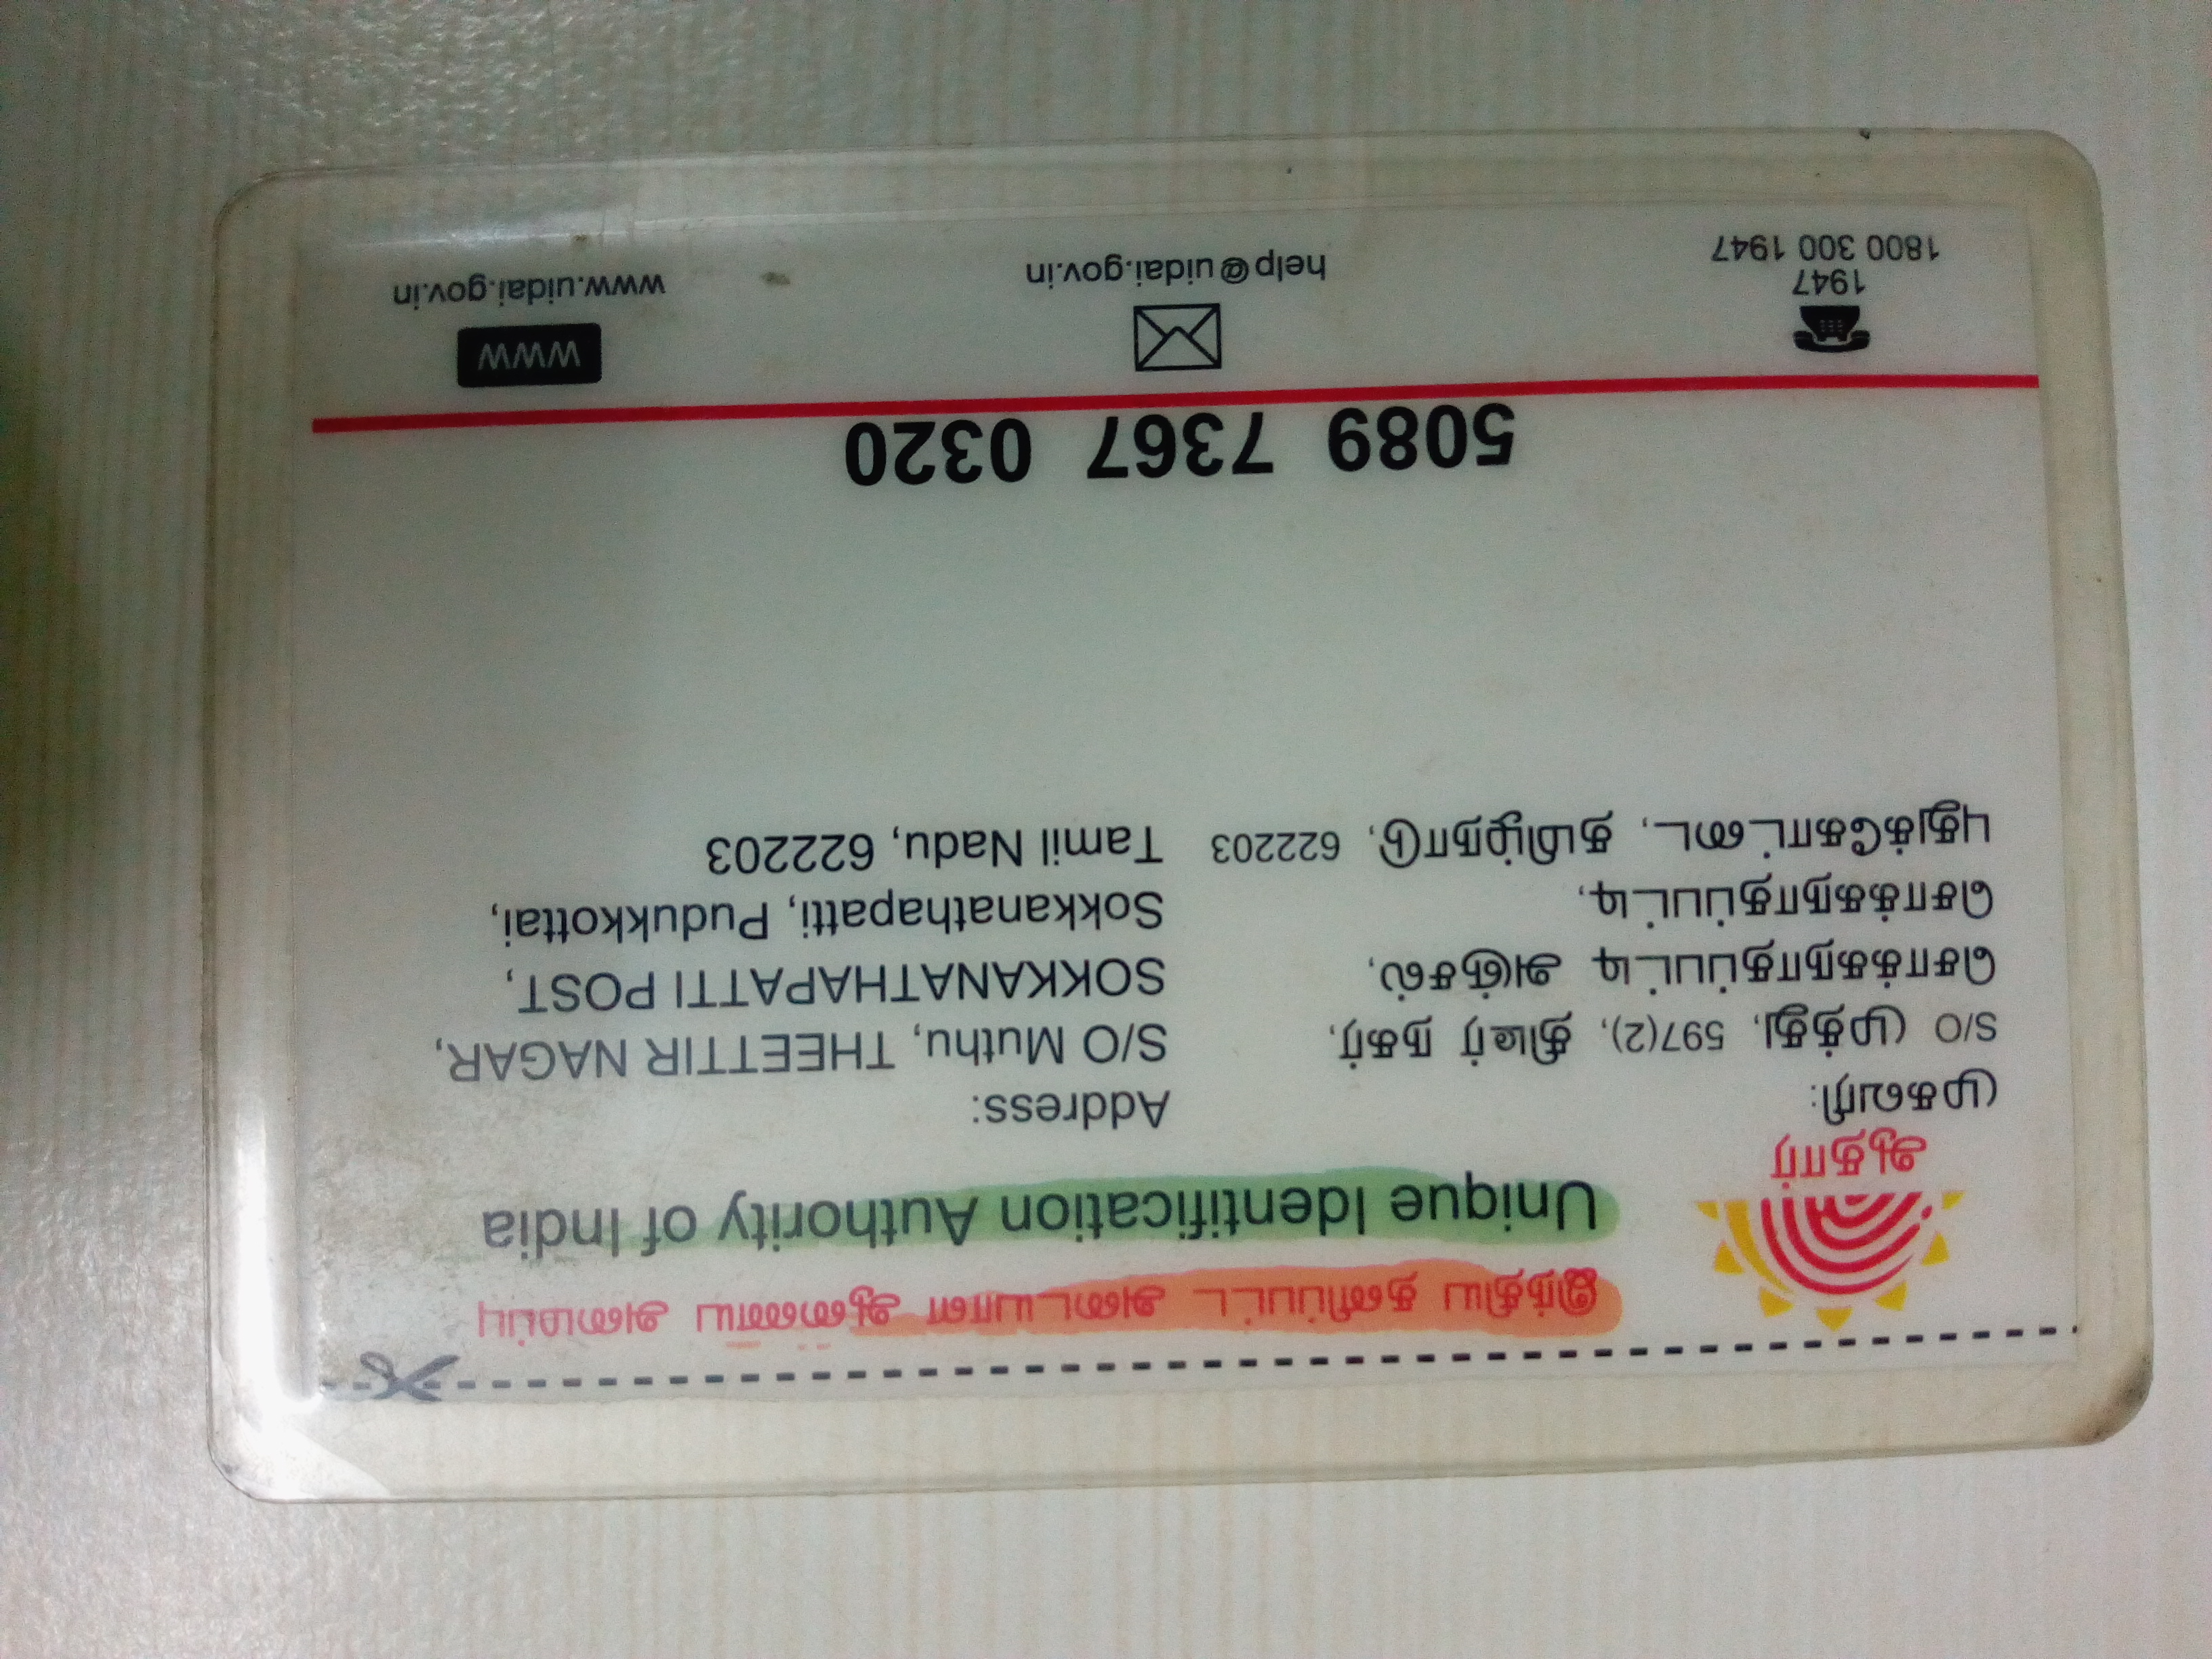 இந்திய தனிப்பட்ட அடையாள ஆணைய அமைப்பு
Unique Identification Authority of India
ஆதார்
முகவரி:
S/O முத்து, 597(2), தீடீர் நகர்,
சொக்கநாதப்பட்டி அஞ்சல்,
சொக்கநாதப்பட்டி,
புதுக்கோட்டை, தமிழ்நாடு, 622203
Address:
S/O Muthu, THEETTIR NAGAR,
SOKKANATHAPATTI POST,
Sokkanathapatti, Pudukkottai,
Tamil Nadu, 622203
5089 7367 0320
1947
1800 300 1947
help@uidai.gov.in
WWW
www.uidai.gov.in